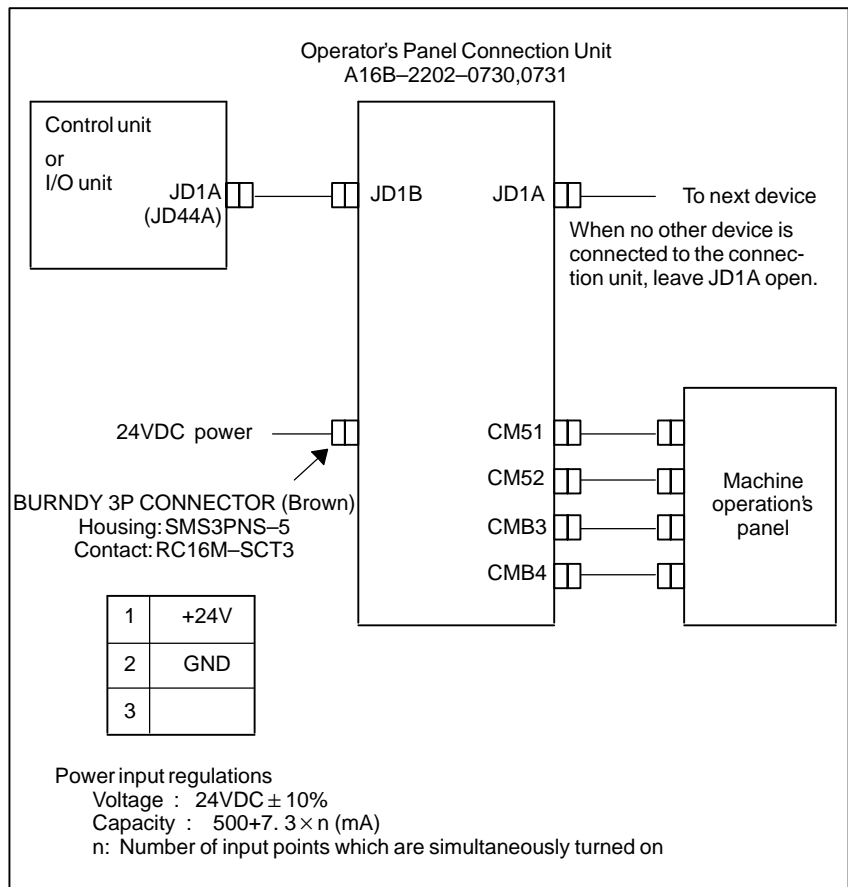 Operator's Panel Connection Unit
A16B–2202–0730,0731
Control unit
or
I/O unit
JD1A
(JD44A)
JD1B
JD1A
To next device
When no other device is
connected to the connec-
tion unit, leave JD1A open.
24VDC power
CM51
CM52
CMB3
CMB4
Machine
operation's
panel
BURNDY 3P CONNECTOR (Brown)
Housing:SMS3PNS–5
Contact:RC16M–SCT3
1 +24V
2 GND
3
Power input regulations
Voltage : 24VDC ± 10%
Capacity : 500+7. 3 × n (mA)
n: Number of input points which are simultaneously turned on